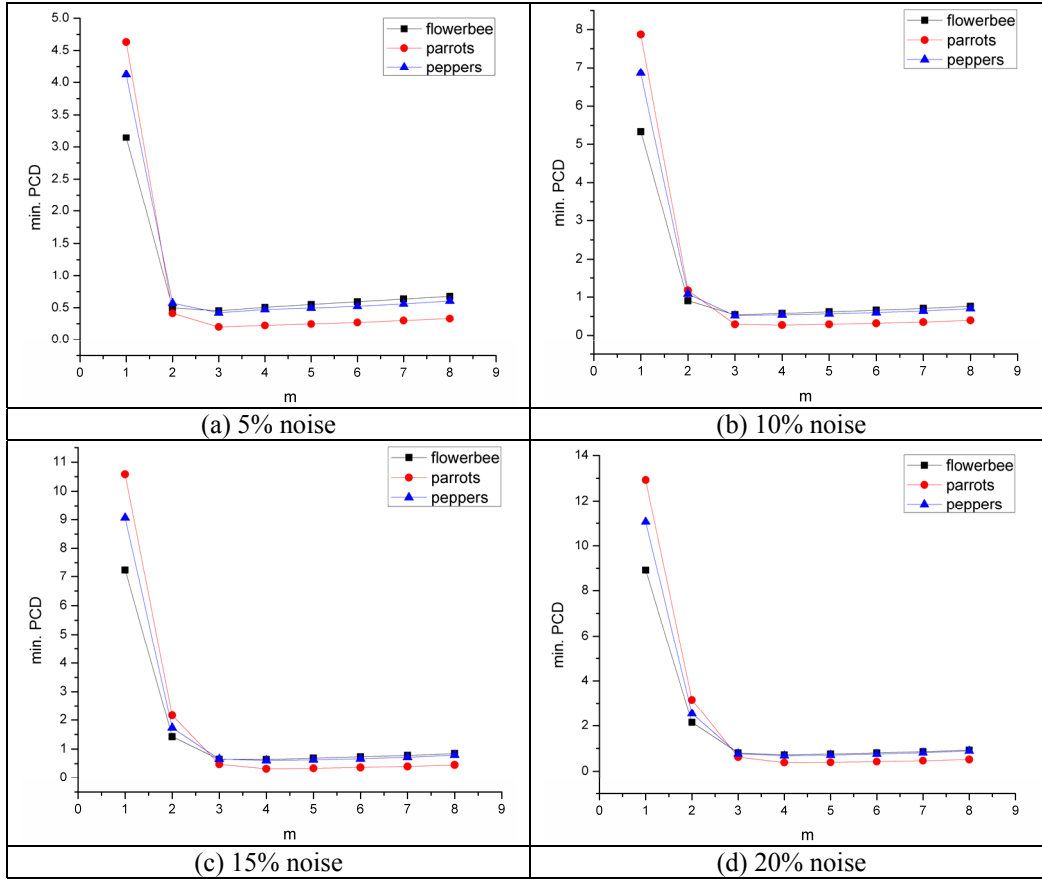 5.0
4.5
4.0
3.5
3.0
2.5
2.0
1.5
1.0
0.5
0.0
min. PCD
flowerbee
parrots
peppers
0 1 2 3 4 5 6 7 8 9
m
(a) 5% noise
8
7
6
5
4
3
2
1
0
min. PCD
flowerbee
parrots
peppers
0 1 2 3 4 5 6 7 8 9
m
(b) 10% noise
11
10
9
8
7
6
5
4
3
2
1
0
min. PCD
flowerbee
parrots
peppers
0 1 2 3 4 5 6 7 8 9
m
(c) 15% noise
14
12
10
8
6
4
2
0
min. PCD
flowerbee
parrots
peppers
0 1 2 3 4 5 6 7 8 9
m
(d) 20% noise